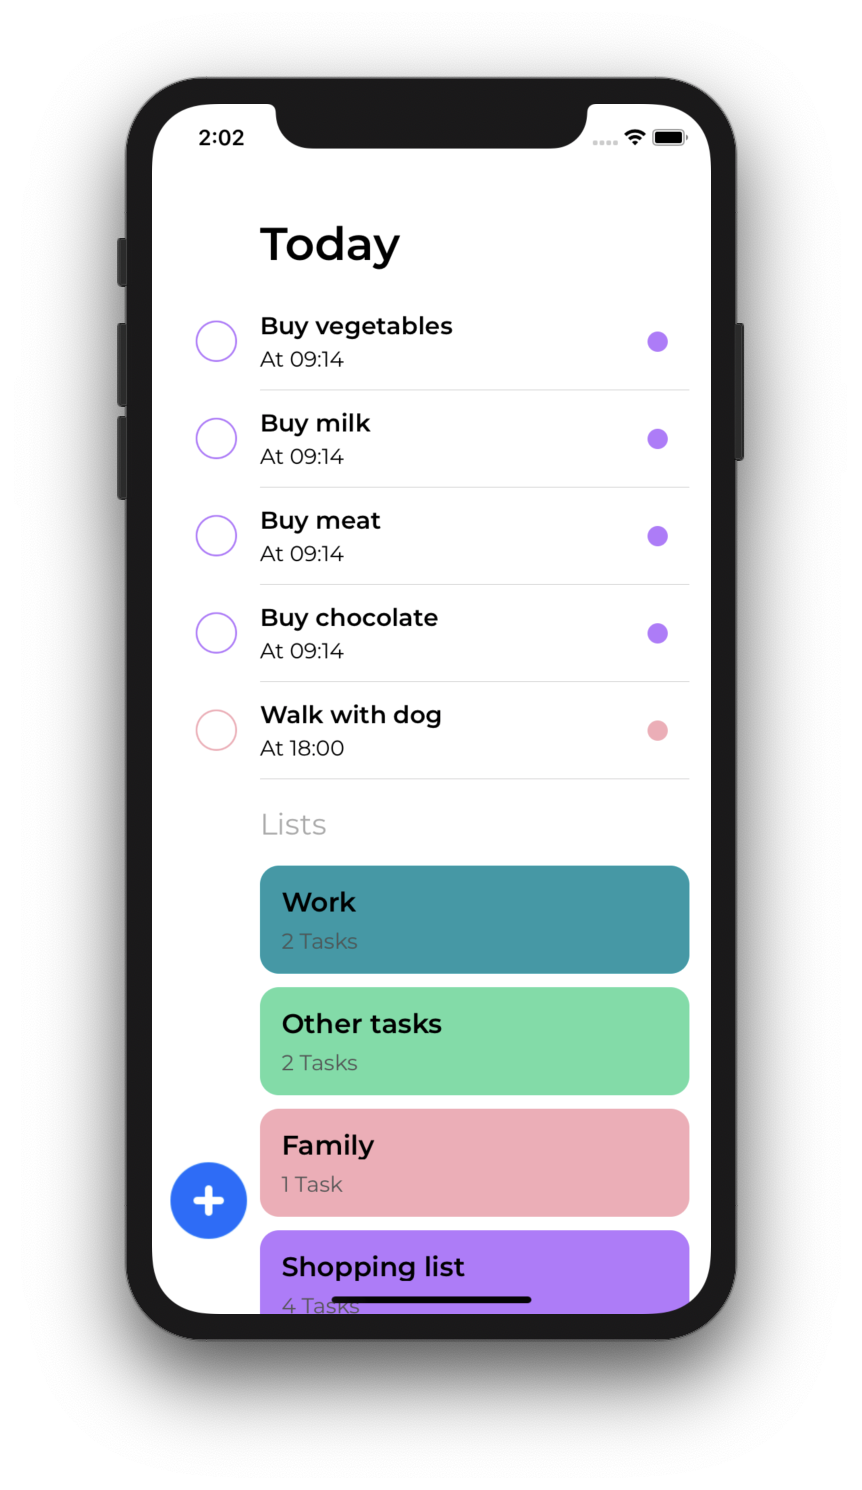 2:02
Today
Buy vegetables
At 09:14
Buy milk
At 09:14
Buy meat
At 09:14
Buy chocolate
At 09:14
Walk with dog
At 18:00
Lists
Work
2 Tasks
Other tasks
2 Tasks
Family
1 Task
Shopping list
4 Tasks